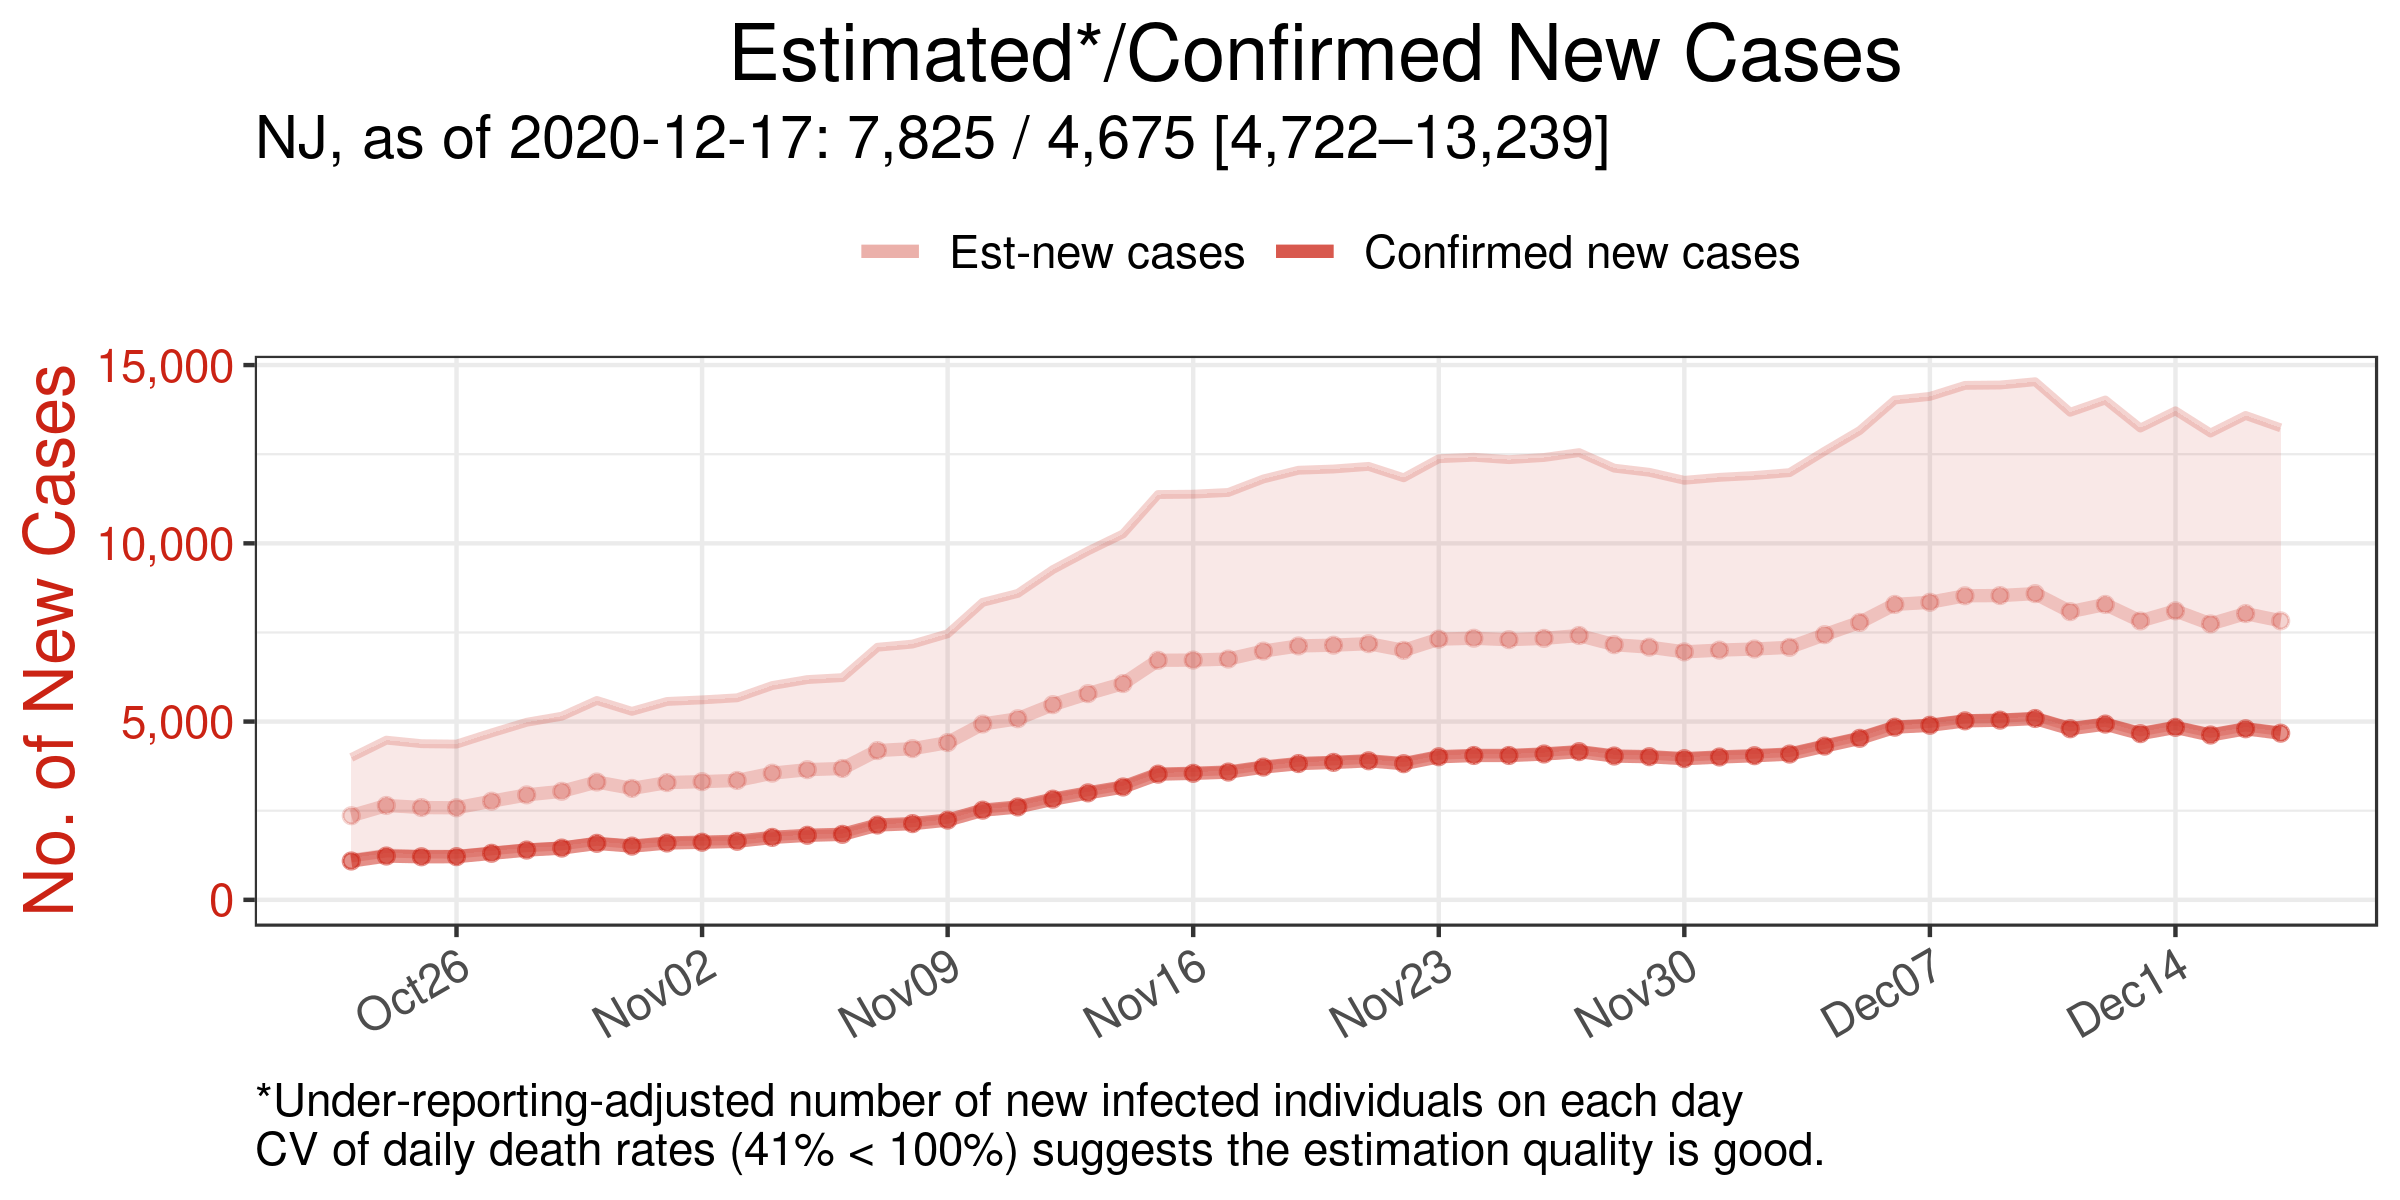 Estimated*/Confirmed New Cases
NJ, as of 2020-12-17: 7,825 / 4,675 [4,722–13,239]
Est-new cases
Confirmed new cases
No. of New Cases
15,000
10,000
5,000
0
Oct26
Nov02
Nov09
Nov16
Nov23
Nov30
Dec07
Dec14
*Under-reporting-adjusted number of new infected individuals on each day
CV of daily death rates (41% < 100%) suggests the estimation quality is good.